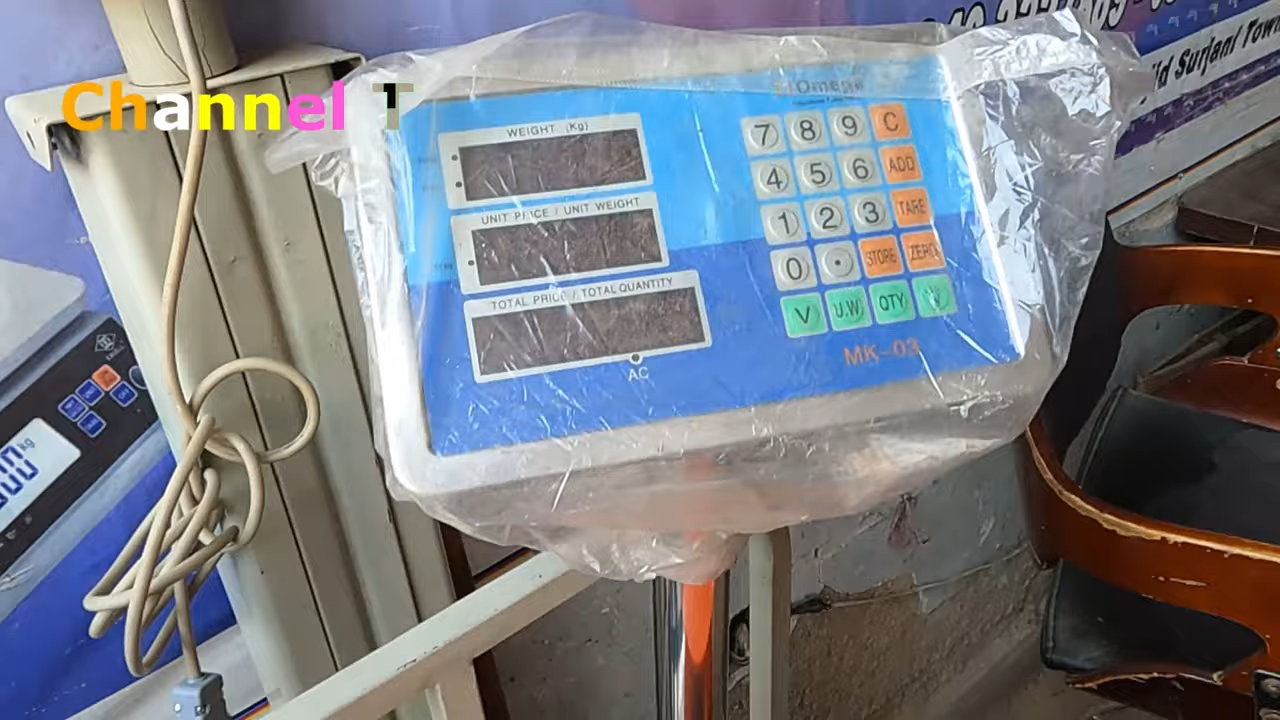 Channel T
Surjani Town
Omega
WEIGHT (Kg)
UNIT PRICE / UNIT WEIGHT
TOTAL PRICE / TOTAL QUANTITY
AC
7 8 9 C
4 5 6 ADD
1 2 3 TARE
0 . STORE ZERO
V U.W QTY
MK-03
kg